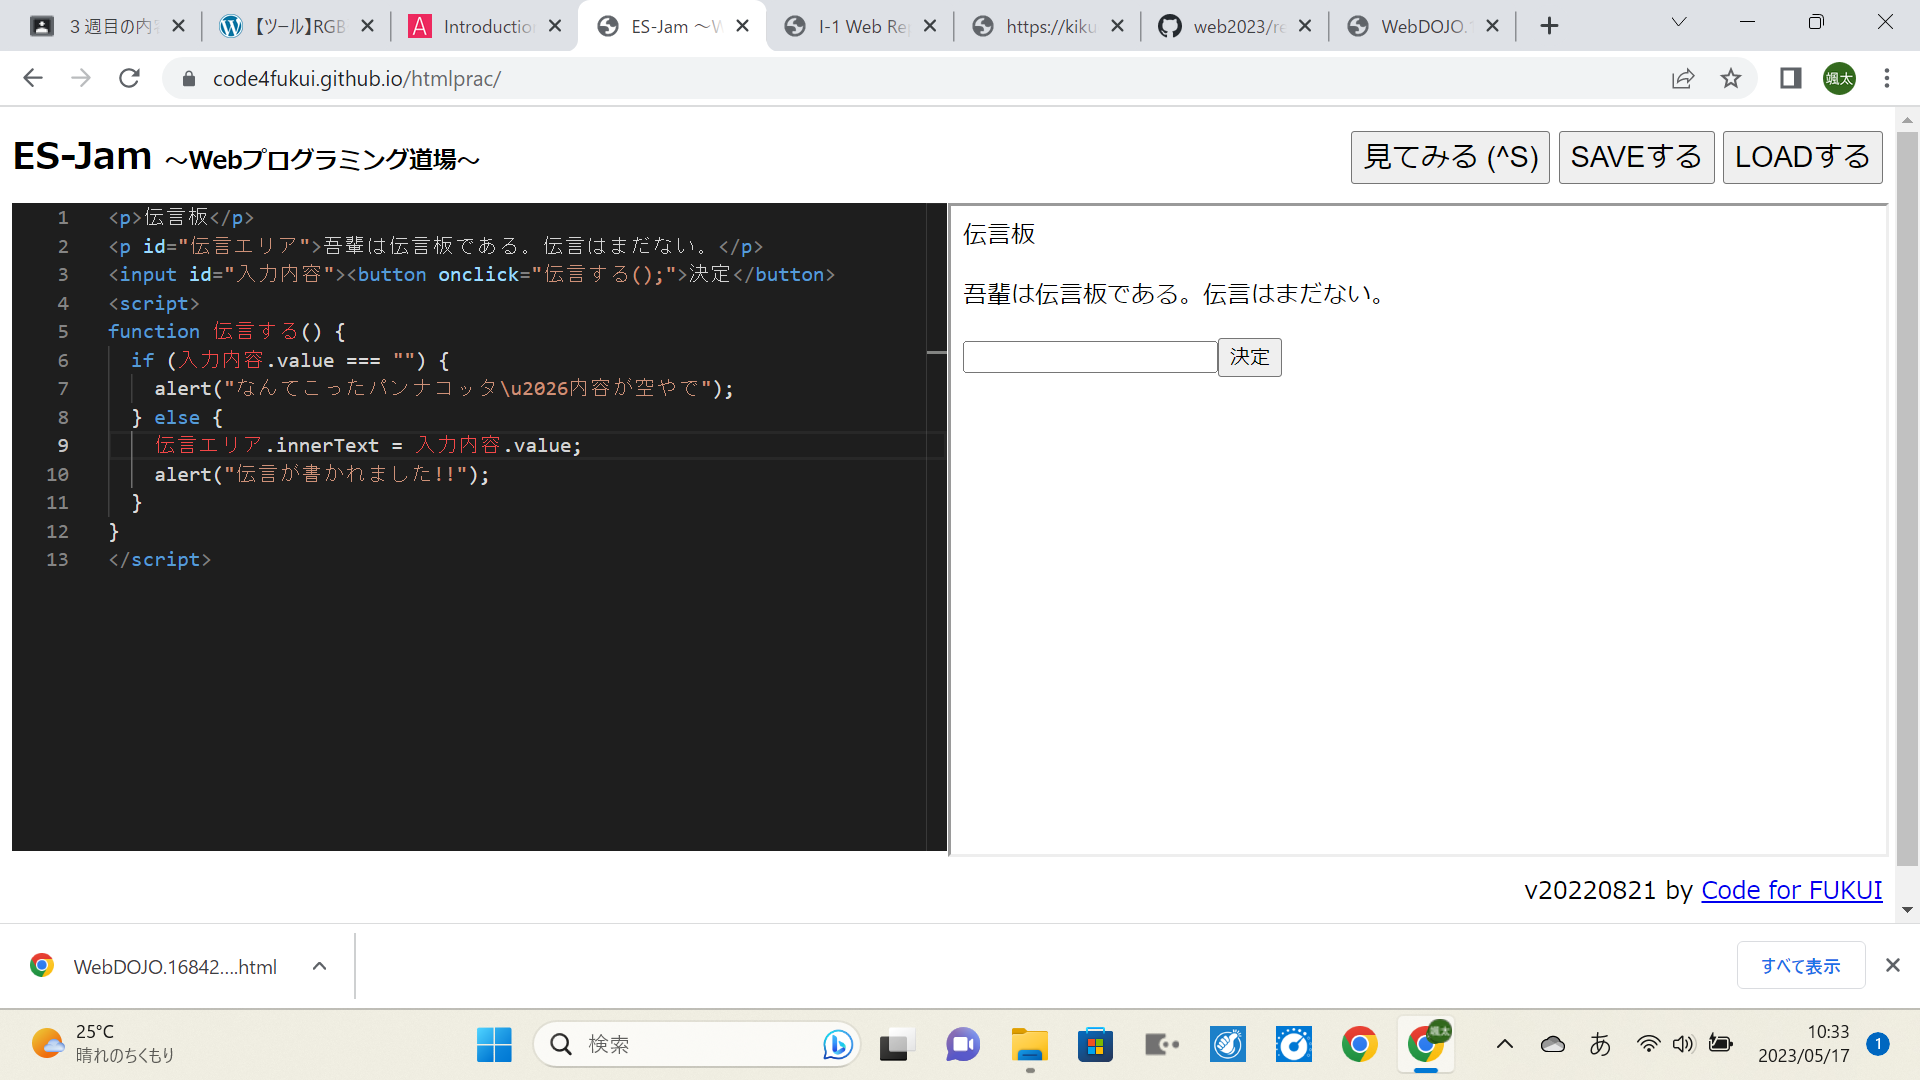 ３週目の内容
【ツール】RGB
Introduction
ES-Jam ～W
I-1 Web Rep
https://kiku
web2023/re
WebDOJO.1
code4fukui.github.io/htmlprac/
颯太
ES-Jam ～Webプログラミング道場～
見てみる (^S)
SAVEする
LOADする
1 <p>伝言板</p>
2 <p id="伝言エリア">吾輩は伝言板である。伝言はまだない。</p>
3 <input id="入力内容"><button onclick="伝言する();">決定</button>
4 <script>
5 function 伝言する() {
6 if (入力内容.value === "") {
7 alert("なんてこったパンナコッタ\u2026内容が空やで");
8 } else {
9 伝言エリア.innerText = 入力内容.value;
10 alert("伝言が書かれました!!");
11 }
12 }
13 </script>
伝言板
吾輩は伝言板である。伝言はまだない。
決定
v20220821 by Code for FUKUI
WebDOJO.16842....html
すべて表示
25°C
晴れのちくもり
検索
颯太
あ
10:33
2023/05/17
1